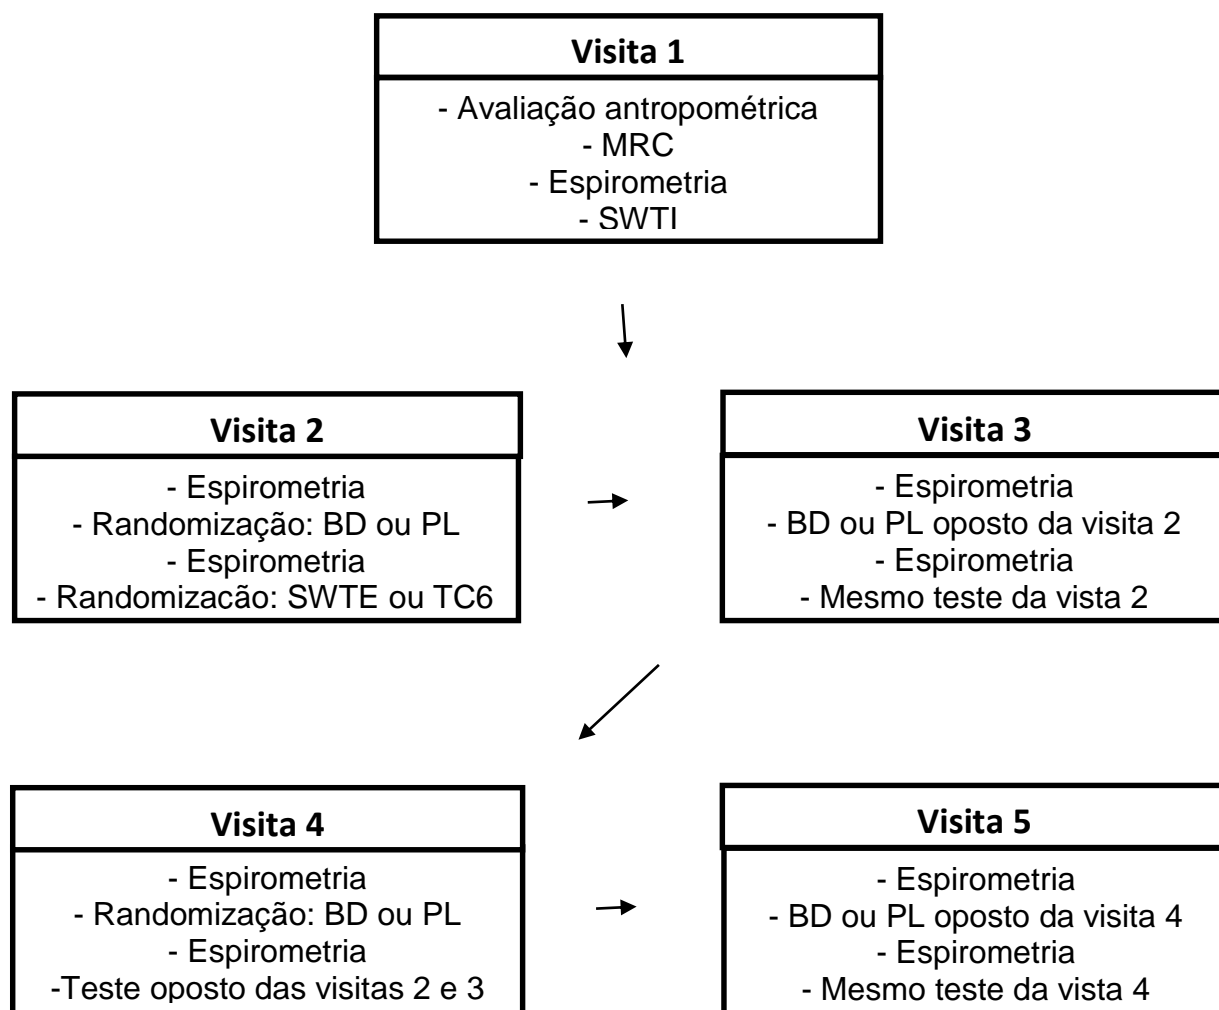 Visita 1
- Avaliação antropométrica
- MRC
- Espirometria
- SWTI
Visita 2
- Espirometria
- Randomização: BD ou PL
- Espirometria
- Randomizacão: SWTE ou TC6
Visita 3
- Espirometria
- BD ou PL oposto da visita 2
- Espirometria
- Mesmo teste da vista 2
Visita 4
- Espirometria
- Randomização: BD ou PL
- Espirometria
-Teste oposto das visitas 2 e 3
Visita 5
- Espirometria
- BD ou PL oposto da visita 4
- Espirometria
- Mesmo teste da vista 4